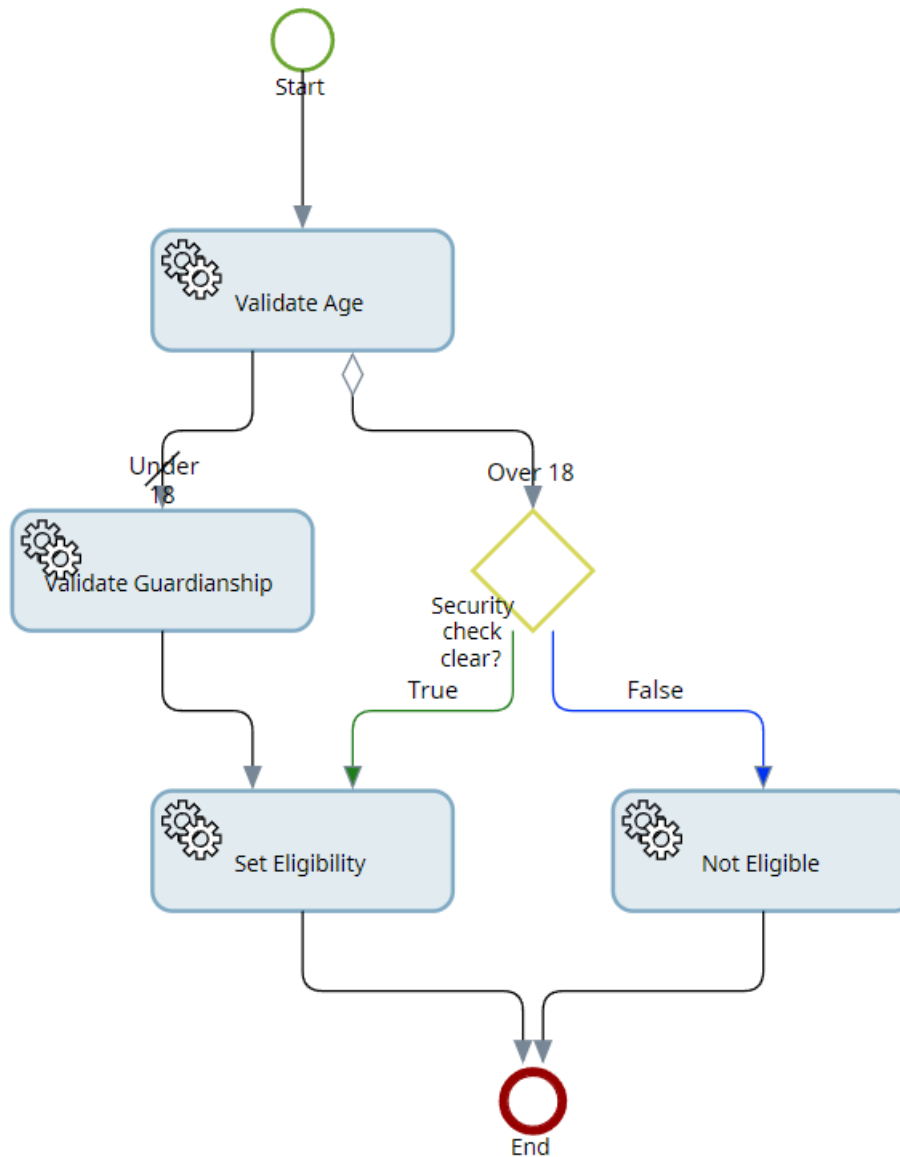 Start
Validate Age
Under
18
Over 18
Validate Guardianship
Security
check
clear?
True
False
Set Eligibility
Not Eligible
End